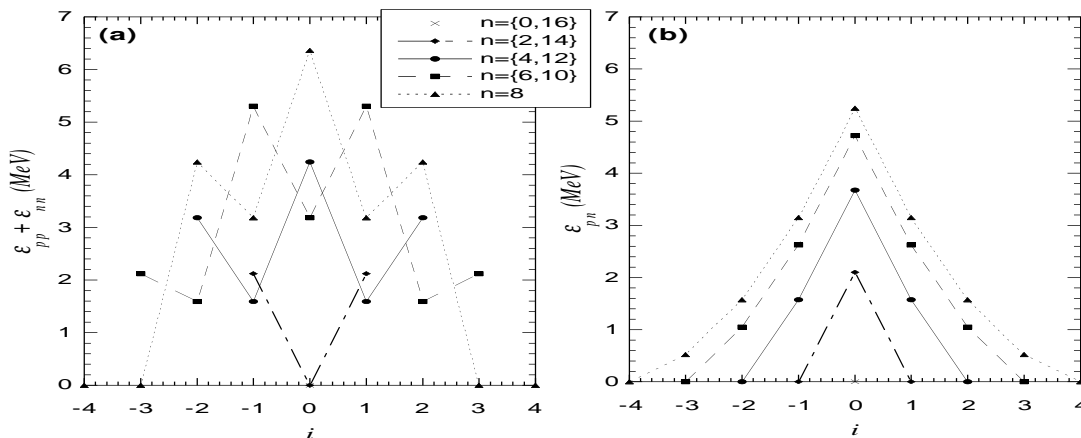 (a)
(b)
n={0,16}
n={2,14}
n={4,12}
n={6,10}
n=8
7
6
5
4
3
2
1
0
-4 -3 -2 -1 0 1 2 3 4
i
ε_pp + ε_nn (MeV)
7
6
5
4
3
2
1
0
-4 -3 -2 -1 0 1 2 3 4
i
ε_pn (MeV)